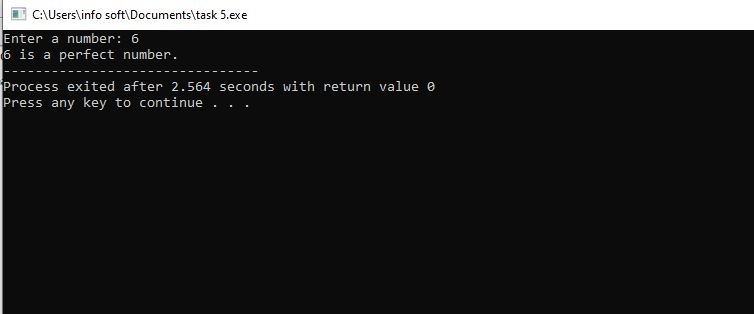 C:\Users\info soft\Documents\task 5.exe
Enter a number: 6
6 is a perfect number.
--------------------------------
Process exited after 2.564 seconds with return value 0
Press any key to continue . . .